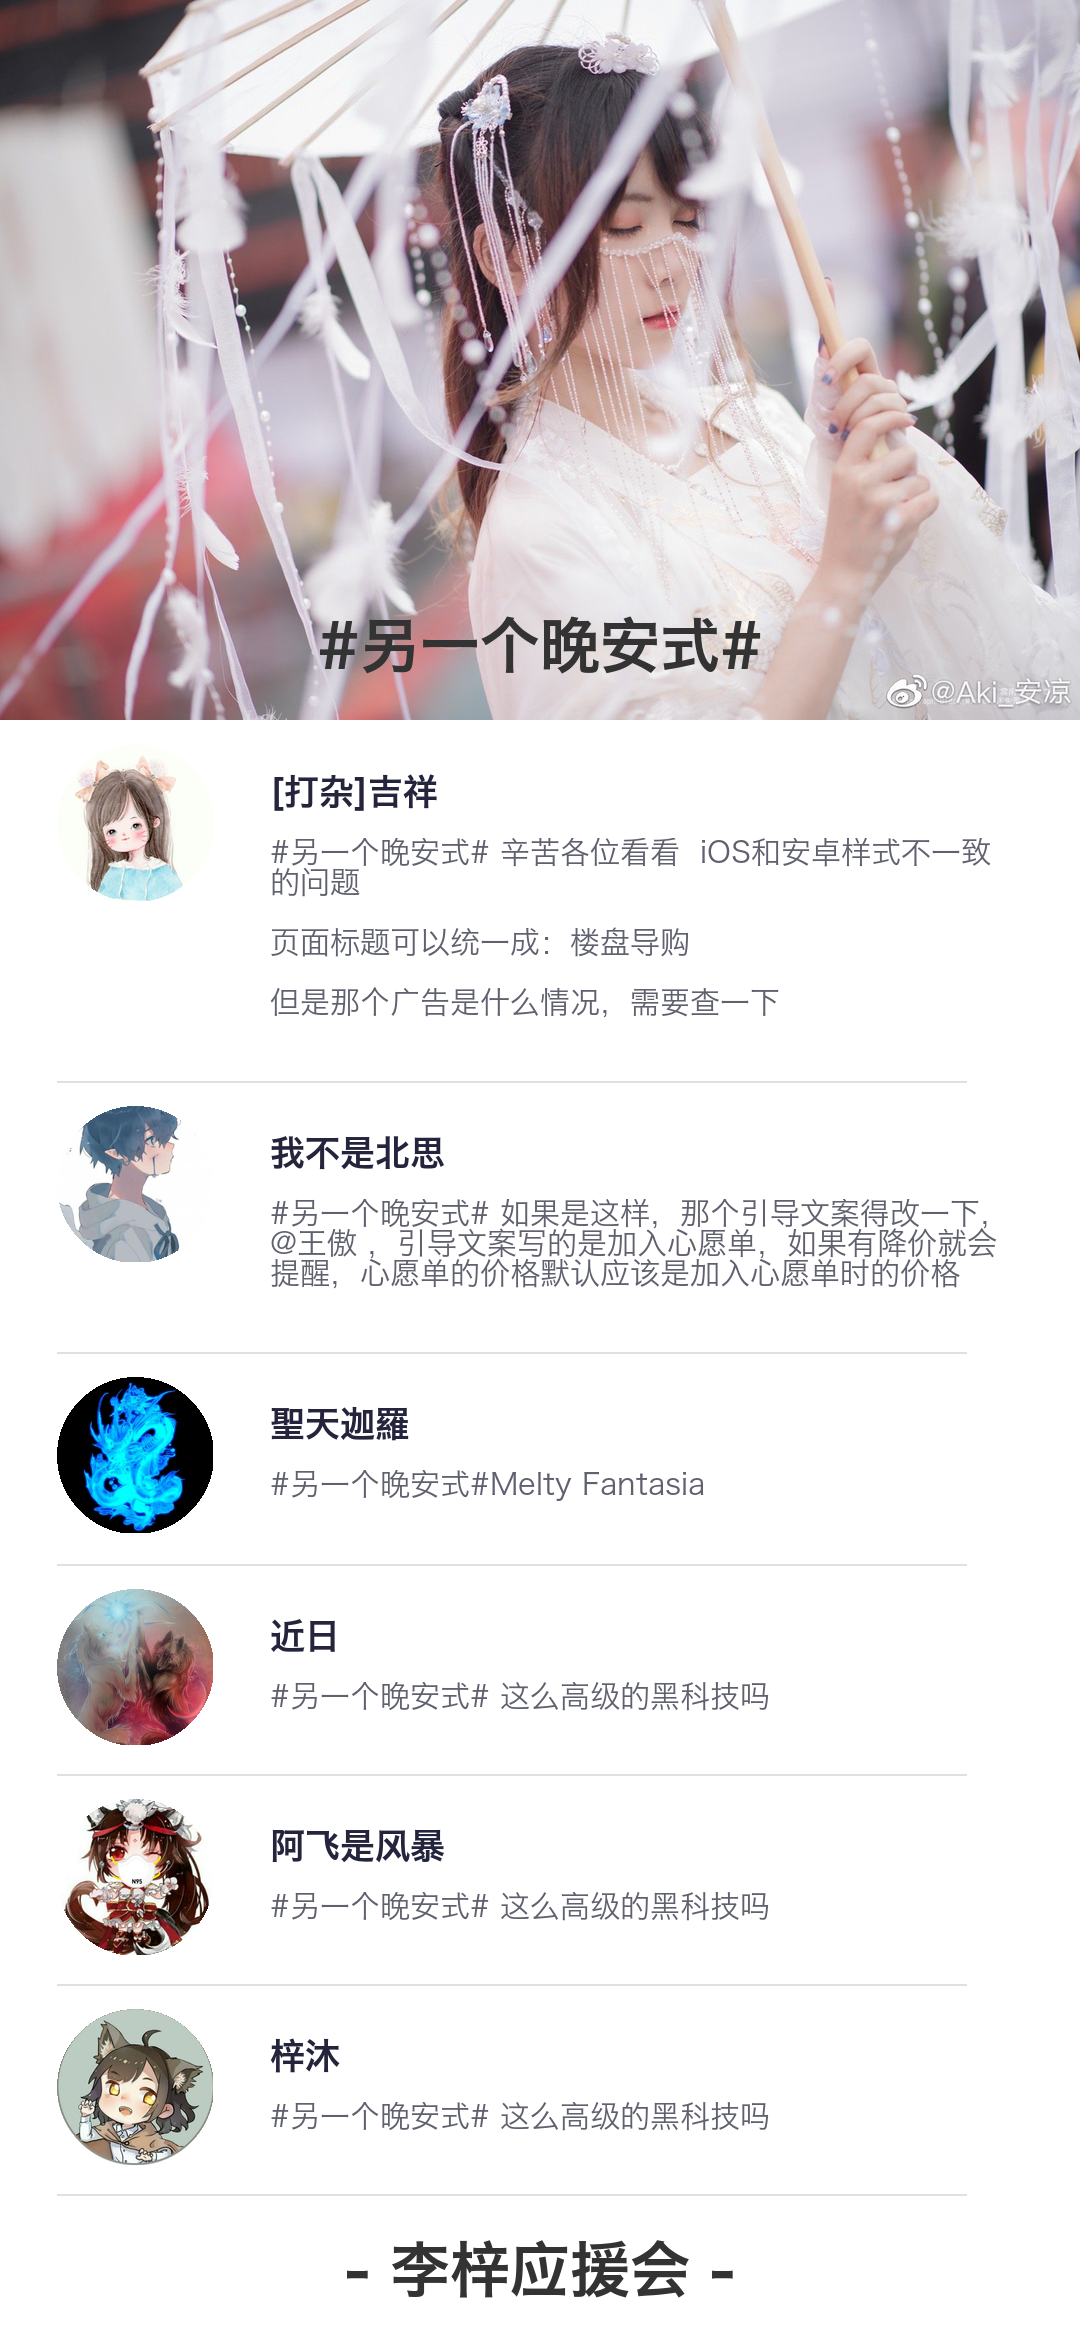 #另一个晚安式#
@Aki_安凉
[打杂]吉祥
#另一个晚安式# 辛苦各位看看  iOS和安卓样式不一致
的问题
页面标题可以统一成：楼盘导购
但是那个广告是什么情况，需要查一下
我不是北思
#另一个晚安式# 如果是这样，那个引导文案得改一下，
@王傲 ，引导文案写的是加入心愿单，如果有降价就会
提醒，心愿单的价格默认应该是加入心愿单时的价格
聖天迦羅
#另一个晚安式#Melty Fantasia
近日
#另一个晚安式# 这么高级的黑科技吗
阿飞是风暴
N95
#另一个晚安式# 这么高级的黑科技吗
梓沐
#另一个晚安式# 这么高级的黑科技吗
- 李梓应援会 -